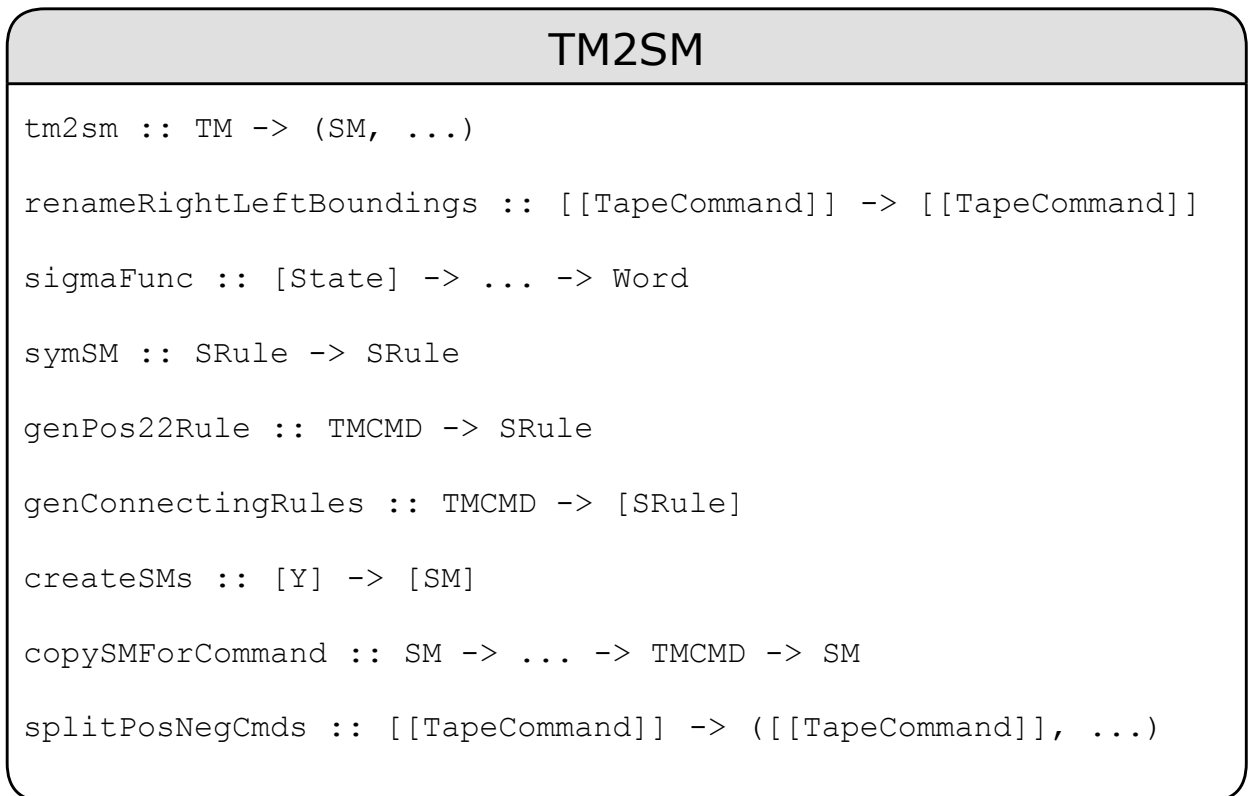 TM2SM
tm2sm :: TM -> (SM, ...)
renameRightLeftBoundings :: [[TapeCommand]] -> [[TapeCommand]]
sigmaFunc :: [State] -> ... -> Word
symSM :: SRule -> SRule
genPos22Rule :: TMCMD -> SRule
genConnectingRules :: TMCMD -> [SRule]
createSMs :: [Y] -> [SM]
copySMForCommand :: SM -> ... -> TMCMD -> SM
splitPosNegCmds :: [[TapeCommand]] -> ([[TapeCommand]], ...)